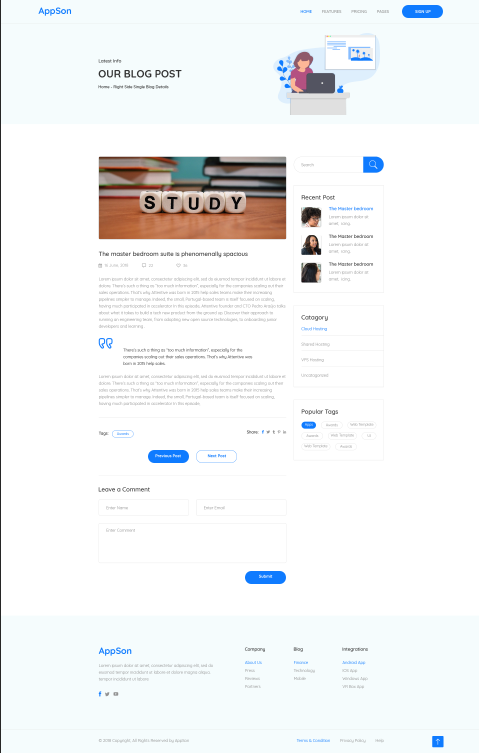 AppSon
HOME FEATURES PRICING PAGES SIGN UP
Latest Info
OUR BLOG POST
Home - Right Side Single Blog Details
STUDY
The master bedroom suite is phenomenally spacious
Lorem ipsum dolor sit amet, consectetur adipiscing elit, sed do eiusmod tempor incididunt ut labore et
dolore. There's such a thing as "too much information", especially for the companies scaling out their
sales operations. That's why Attentive was born in 2015 help sales teams make their increasing
pipelines simpler to manage. Indeed, the small, Portugal-based team is itself focused on scaling,
having much participated in accelerator in this episode. Attentive founder and CTO Pedro Araújo talks
about what it takes to build a tech new product from the ground up. Discover their approach to
running an engineering team, from adopting new open source technologies, to onboarding junior
developers and learning
There's such a thing as "too much information", especially for the
companies scaling out their sales operations. That's why Attentive was
born in 2015 help sales.
Lorem ipsum dolor sit amet, consectetur adipiscing elit, sed do eiusmod tempor incididunt ut labore et
dolore. There's such a thing as "too much information", especially for the companies scaling out their
sales operations. That's why Attentive was born in 2015 help sales teams make their increasing
pipelines simpler to manage. Indeed, the small, Portugal-based team is itself focused on scaling,
having much participated in accelerator in this episode.
Tags: Awards Share:
Previous Post Next Post
Leave a Comment
Enter Name Enter Email
Enter Comment
Submit
Search
Recent Post
The Master bedroom
Lorem ipsum dolor sit
amet, cong
The Master bedroom
Lorem ipsum dolor sit
amet, cong
The Master bedroom
Lorem ipsum dolor sit
amet, cong
Catagory
Cloud Hosting
Shared Hosting
VPS Hosting
Uncategorized
Popular Tags
Apps Awards Web Template
Awards Web Template UI
Web Template Awards
AppSon
Lorem ipsum dolor sit amet, consectetur adipiscing elit, sed do
eiusmod tempor incididunt ut labore et dolore magna aliqua,
tempor incididunt ut labore
Company
About Us
Press
Reviews
Partners
Blog
Finance
Technology
Mobile
Integrations
Android App
iOS App
Windows App
VR Box App
© 2018 Copyright. All Rights Reserved by AppSon
Terms & Condition Privacy Policy Help